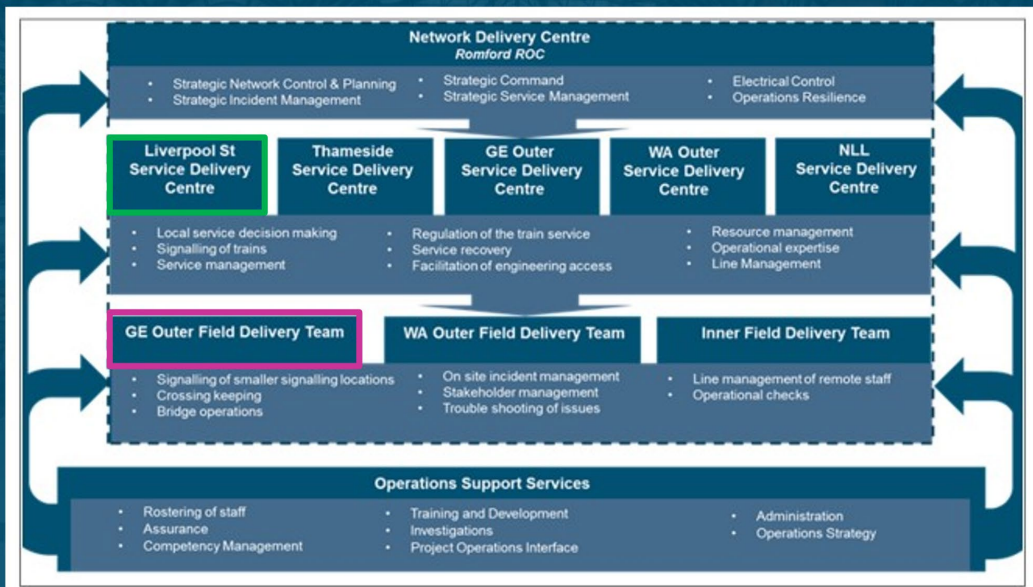 Network Delivery Centre
Romford ROC
• Strategic Network Control & Planning
• Strategic Incident Management
• Strategic Command
• Strategic Service Management
• Electrical Control
• Operations Resilience
Liverpool St
Service Delivery
Centre
Thameside
Service Delivery
Centre
GE Outer
Service Delivery
Centre
WA Outer
Service Delivery
Centre
NLL
Service Delivery
Centre
• Local service decision making
• Signalling of trains
• Service management
• Regulation of the train service
• Service recovery
• Facilitation of engineering access
• Resource management
• Operational expertise
• Line Management
GE Outer Field Delivery Team
WA Outer Field Delivery Team
Inner Field Delivery Team
• Signalling of smaller signalling locations
• Crossing keeping
• Bridge operations
• On site incident management
• Stakeholder management
• Trouble shooting of issues
• Line management of remote staff
• Operational checks
Operations Support Services
• Rostering of staff
• Assurance
• Competency Management
• Training and Development
• Investigations
• Project Operations Interface
• Administration
• Operations Strategy